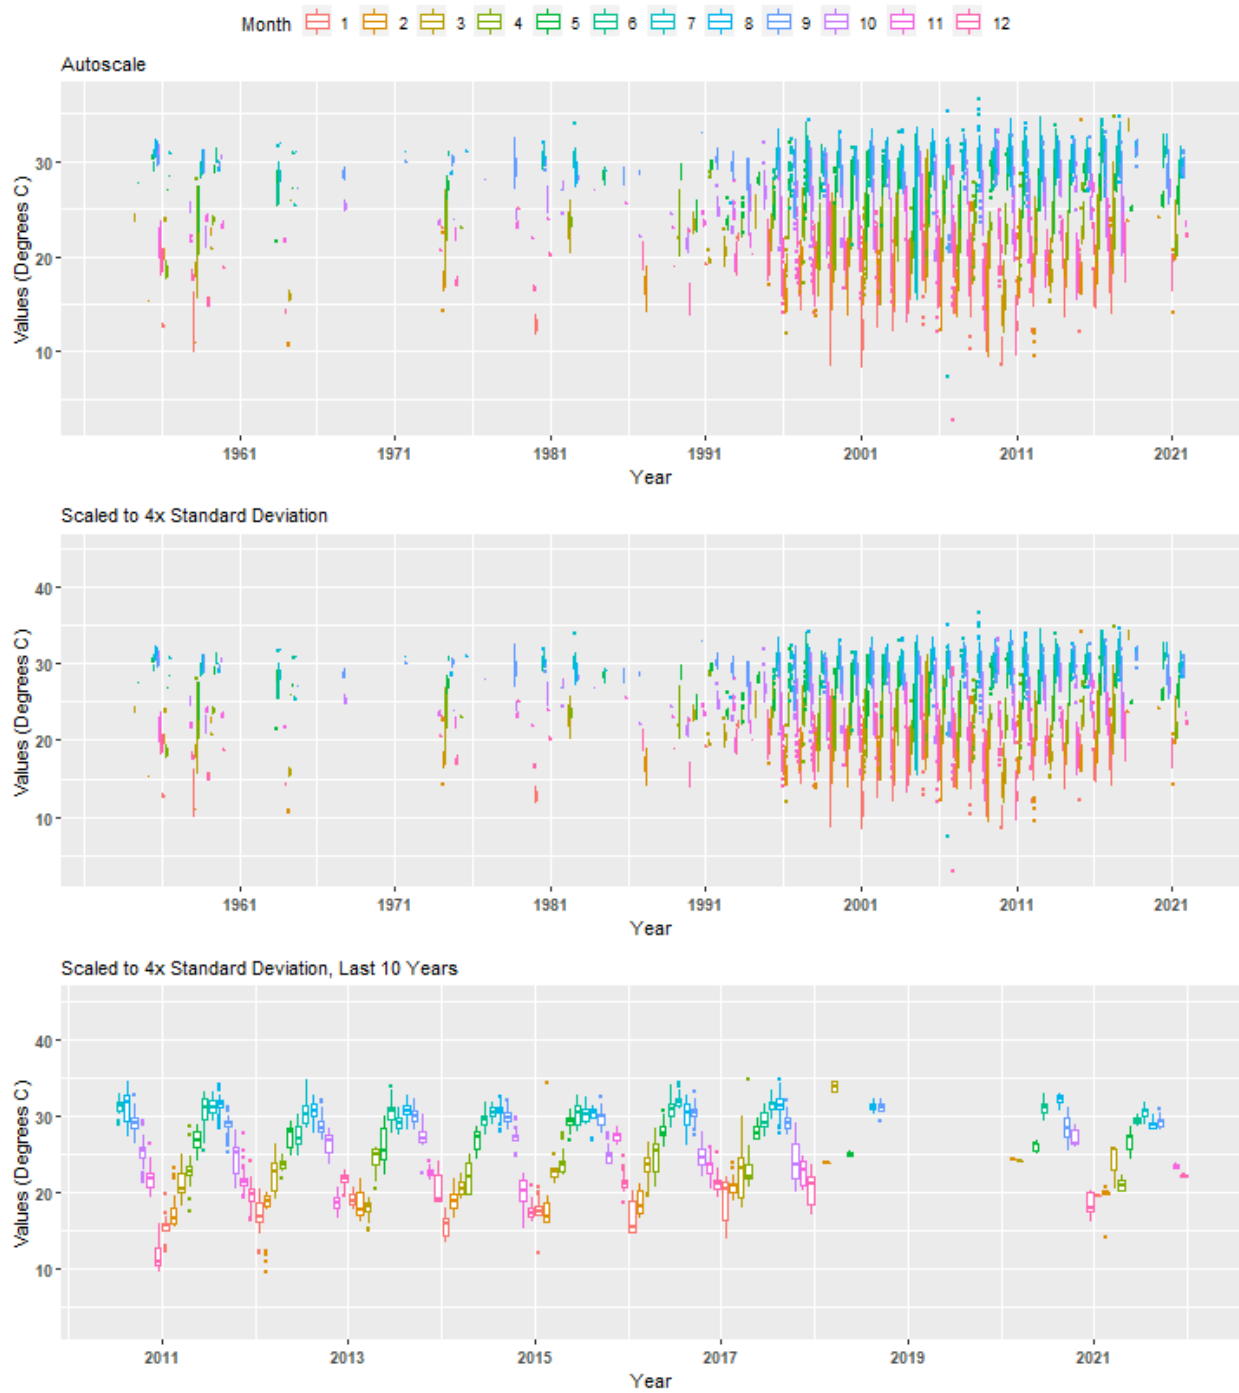 Month 1 2 3 4 5 6 7 8 9 10 11 12
Autoscale
Values (Degrees C)
30
20
10
1961 1971 1981 1991 2001 2011 2021
Year
Scaled to 4x Standard Deviation
Values (Degrees C)
40
30
20
10
1961 1971 1981 1991 2001 2011 2021
Year
Scaled to 4x Standard Deviation, Last 10 Years
Values (Degrees C)
40
30
20
10
2011 2013 2015 2017 2019 2021
Year